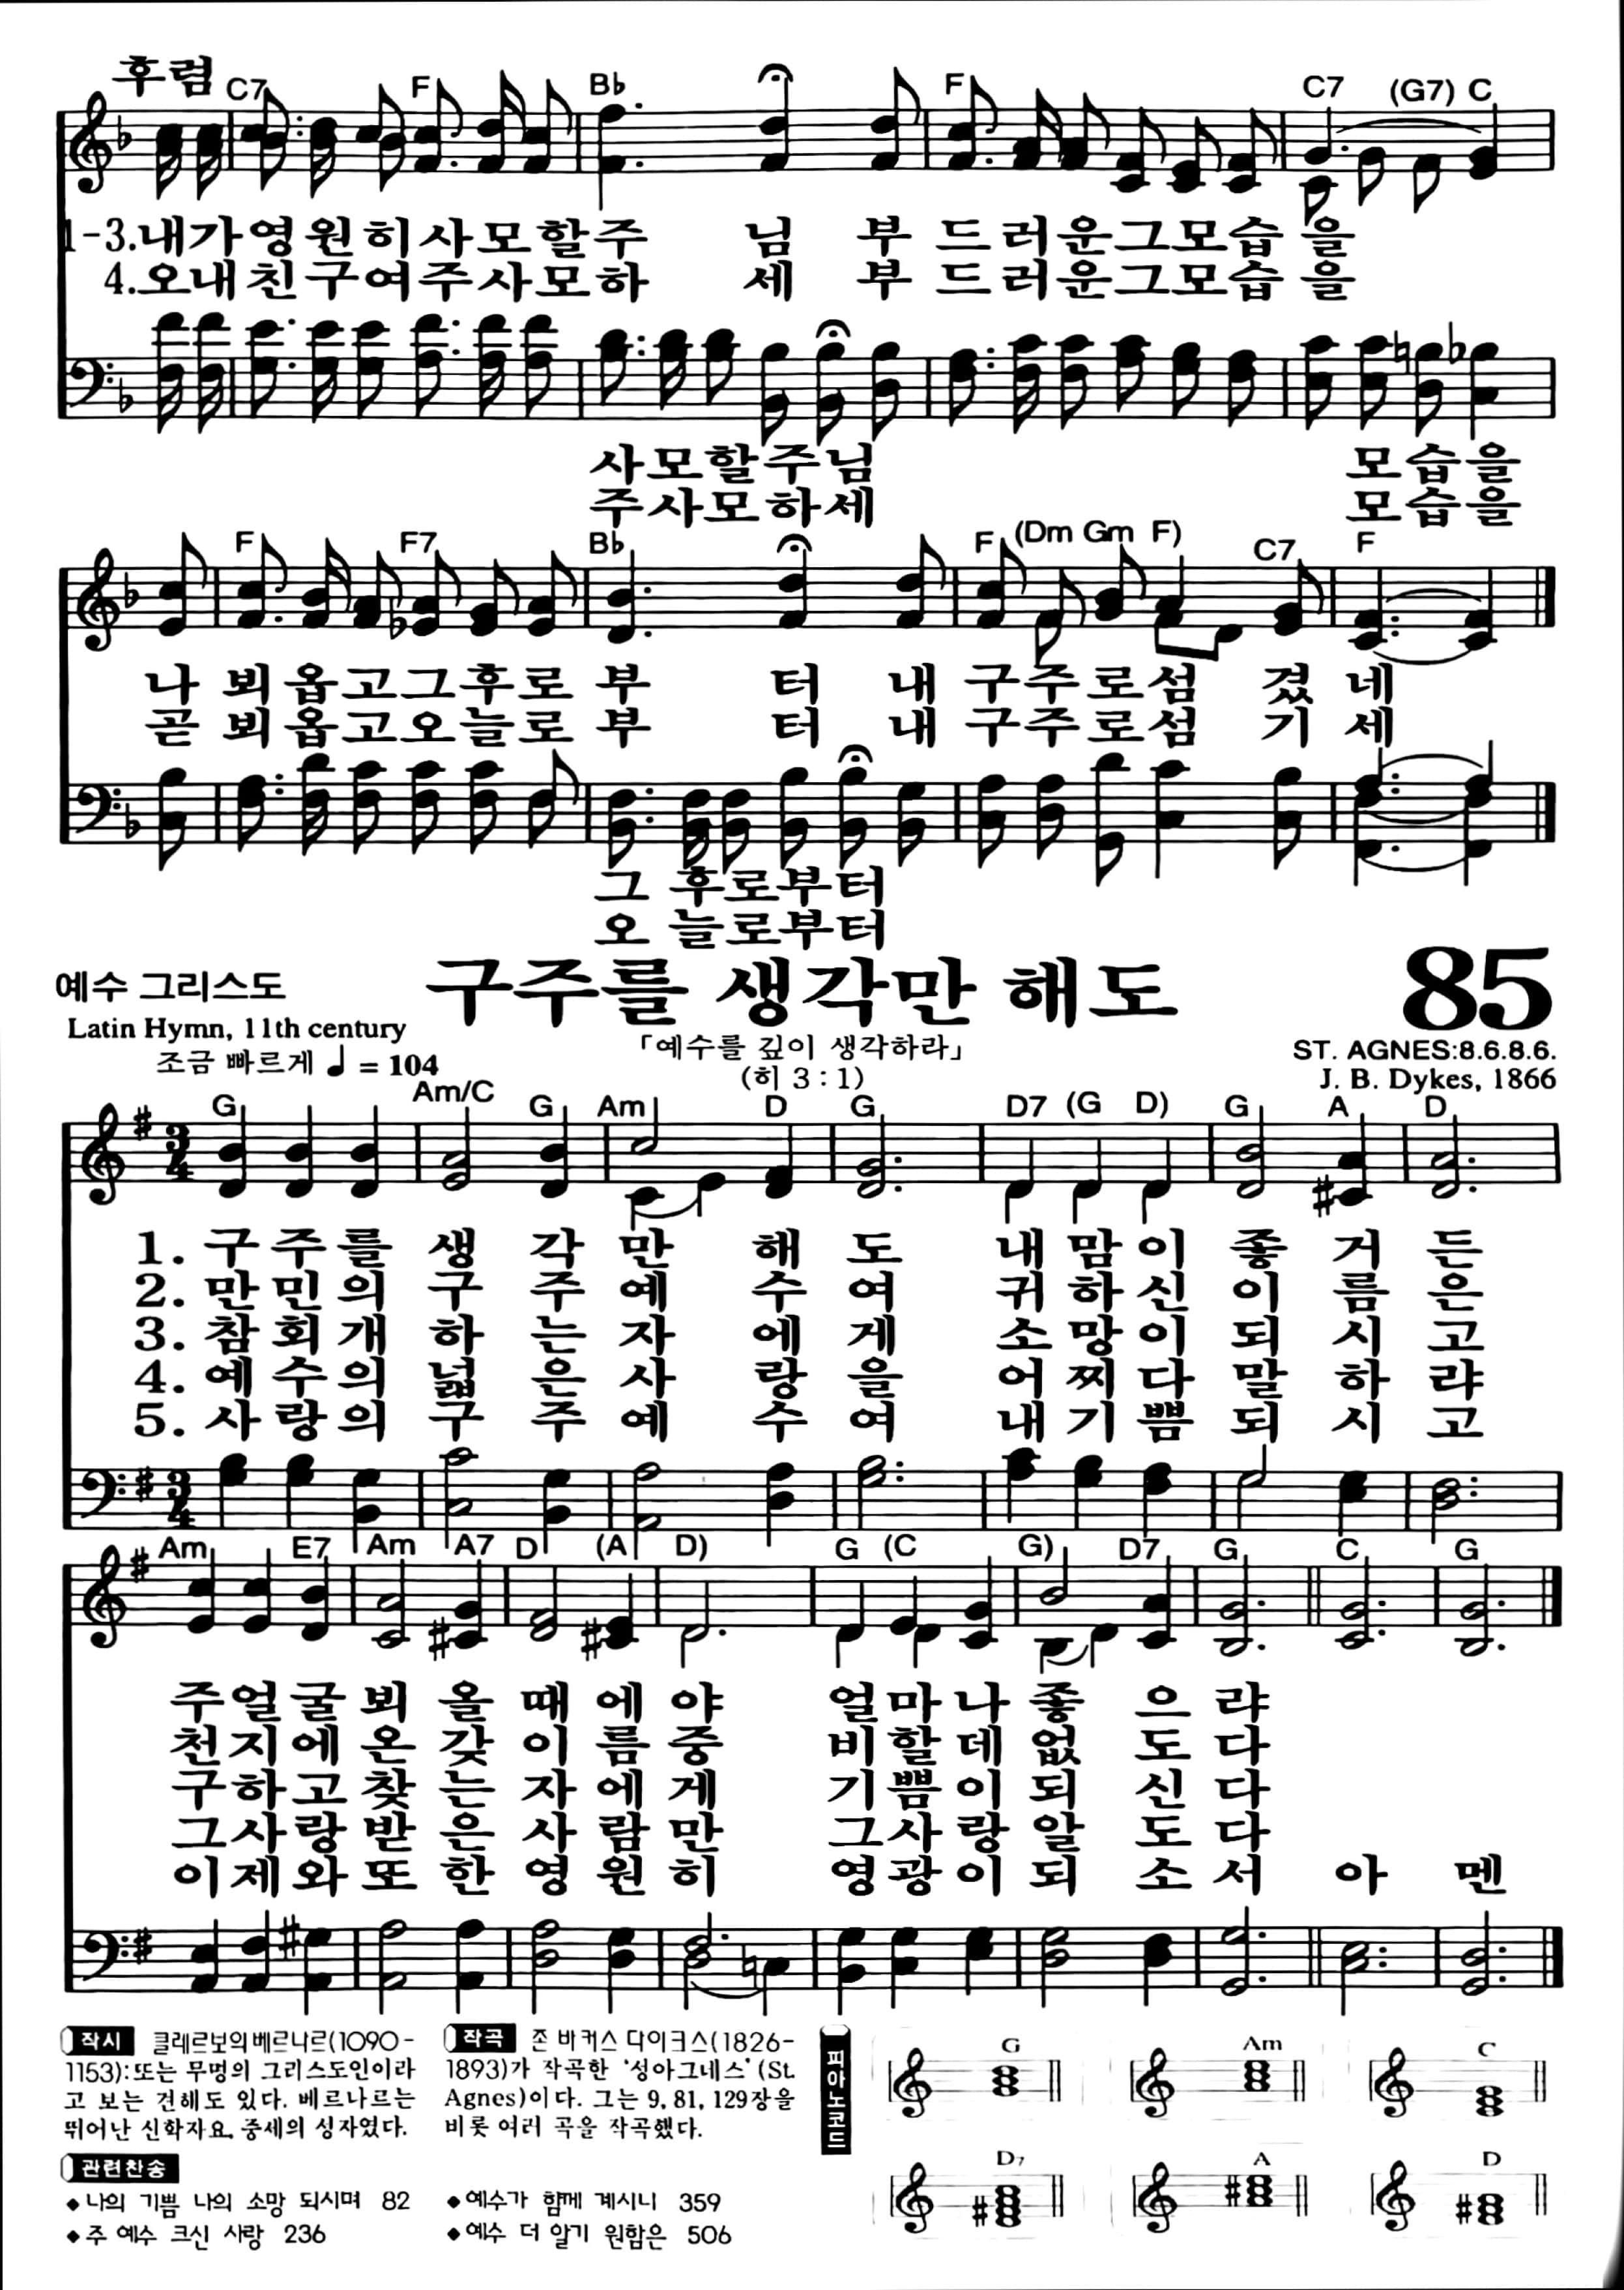 후렴
C7 F B♭ F C7 (G7) C
1-3.내가영원히사모할주 님 부 드러운그모습을
4.오내친구여주사모하 세 부 드러운그모습을
사모할주님 모습을
주사모하세 모습을
F F7 B♭ F (Dm Gm F) C7 F
나 뵈옵고그후로 부 터 내 구주로섬 겼 네
곧 뵈옵고오늘로 부 터 내 구주로섬 기 세
그 후로부터
오 늘로부터
예수 그리스도 구주를 생각만 해도 85
Latin Hymn, 11th century
「예수를 깊이 생각하라」
(히 3 : 1)
ST. AGNES:8.6.8.6.
조금 빠르게 ♩ = 104
J. B. Dykes, 1866
G Am/C G Am D G D7 (G D) G A D
3 4
1. 구 주 를 생 각 만 해 도 내 맘 이 좋 거 든
2. 만 민 의 구 주 예 수 여 귀 하 신 이 름 은
3. 참 회 개 하 는 자 에 게 소 망 이 되 시 고
4. 예 수 의 넓 은 사 랑 을 어 찌 다 말 하 랴
5. 사 랑 의 구 주 예 수 여 내 기 쁨 되 시 고
3 4
Am E7 Am A7 D (A D) G (C G) D7 G C G
주 얼 굴 뵈 올 때 에 야 얼 마 나 좋 으 랴
천 지 에 온 갖 이 름 중 비 할 데 없 도 다
구 하 고 찾 는 자 에 게 기 쁨 이 되 신 다
그 사 랑 받 은 사 람 만 그 사 랑 알 도 다
이 제 와 또 한 영 원 히 영 광 이 되 소 서 아 멘
작시 클레르보의 베르나르(1090-
1153):또는 무명의 그리스도인이라
고 보는 견해도 있다. 베르나르는
뛰어난 신학자요, 중세의 성자였다.
작곡 존 바커스 다이크스(1826-
1893)가 작곡한 '성아그네스'(St.
Agnes)이다. 그는 9, 81, 129장을
비롯 여러 곡을 작곡했다.
관련찬송
◆나의 기쁨 나의 소망 되시며 82
◆주 예수 크신 사랑 236
◆예수가 함께 계시니 359
◆예수 더 알기 원함은 506
피아노코드
G Am C
D7 A D